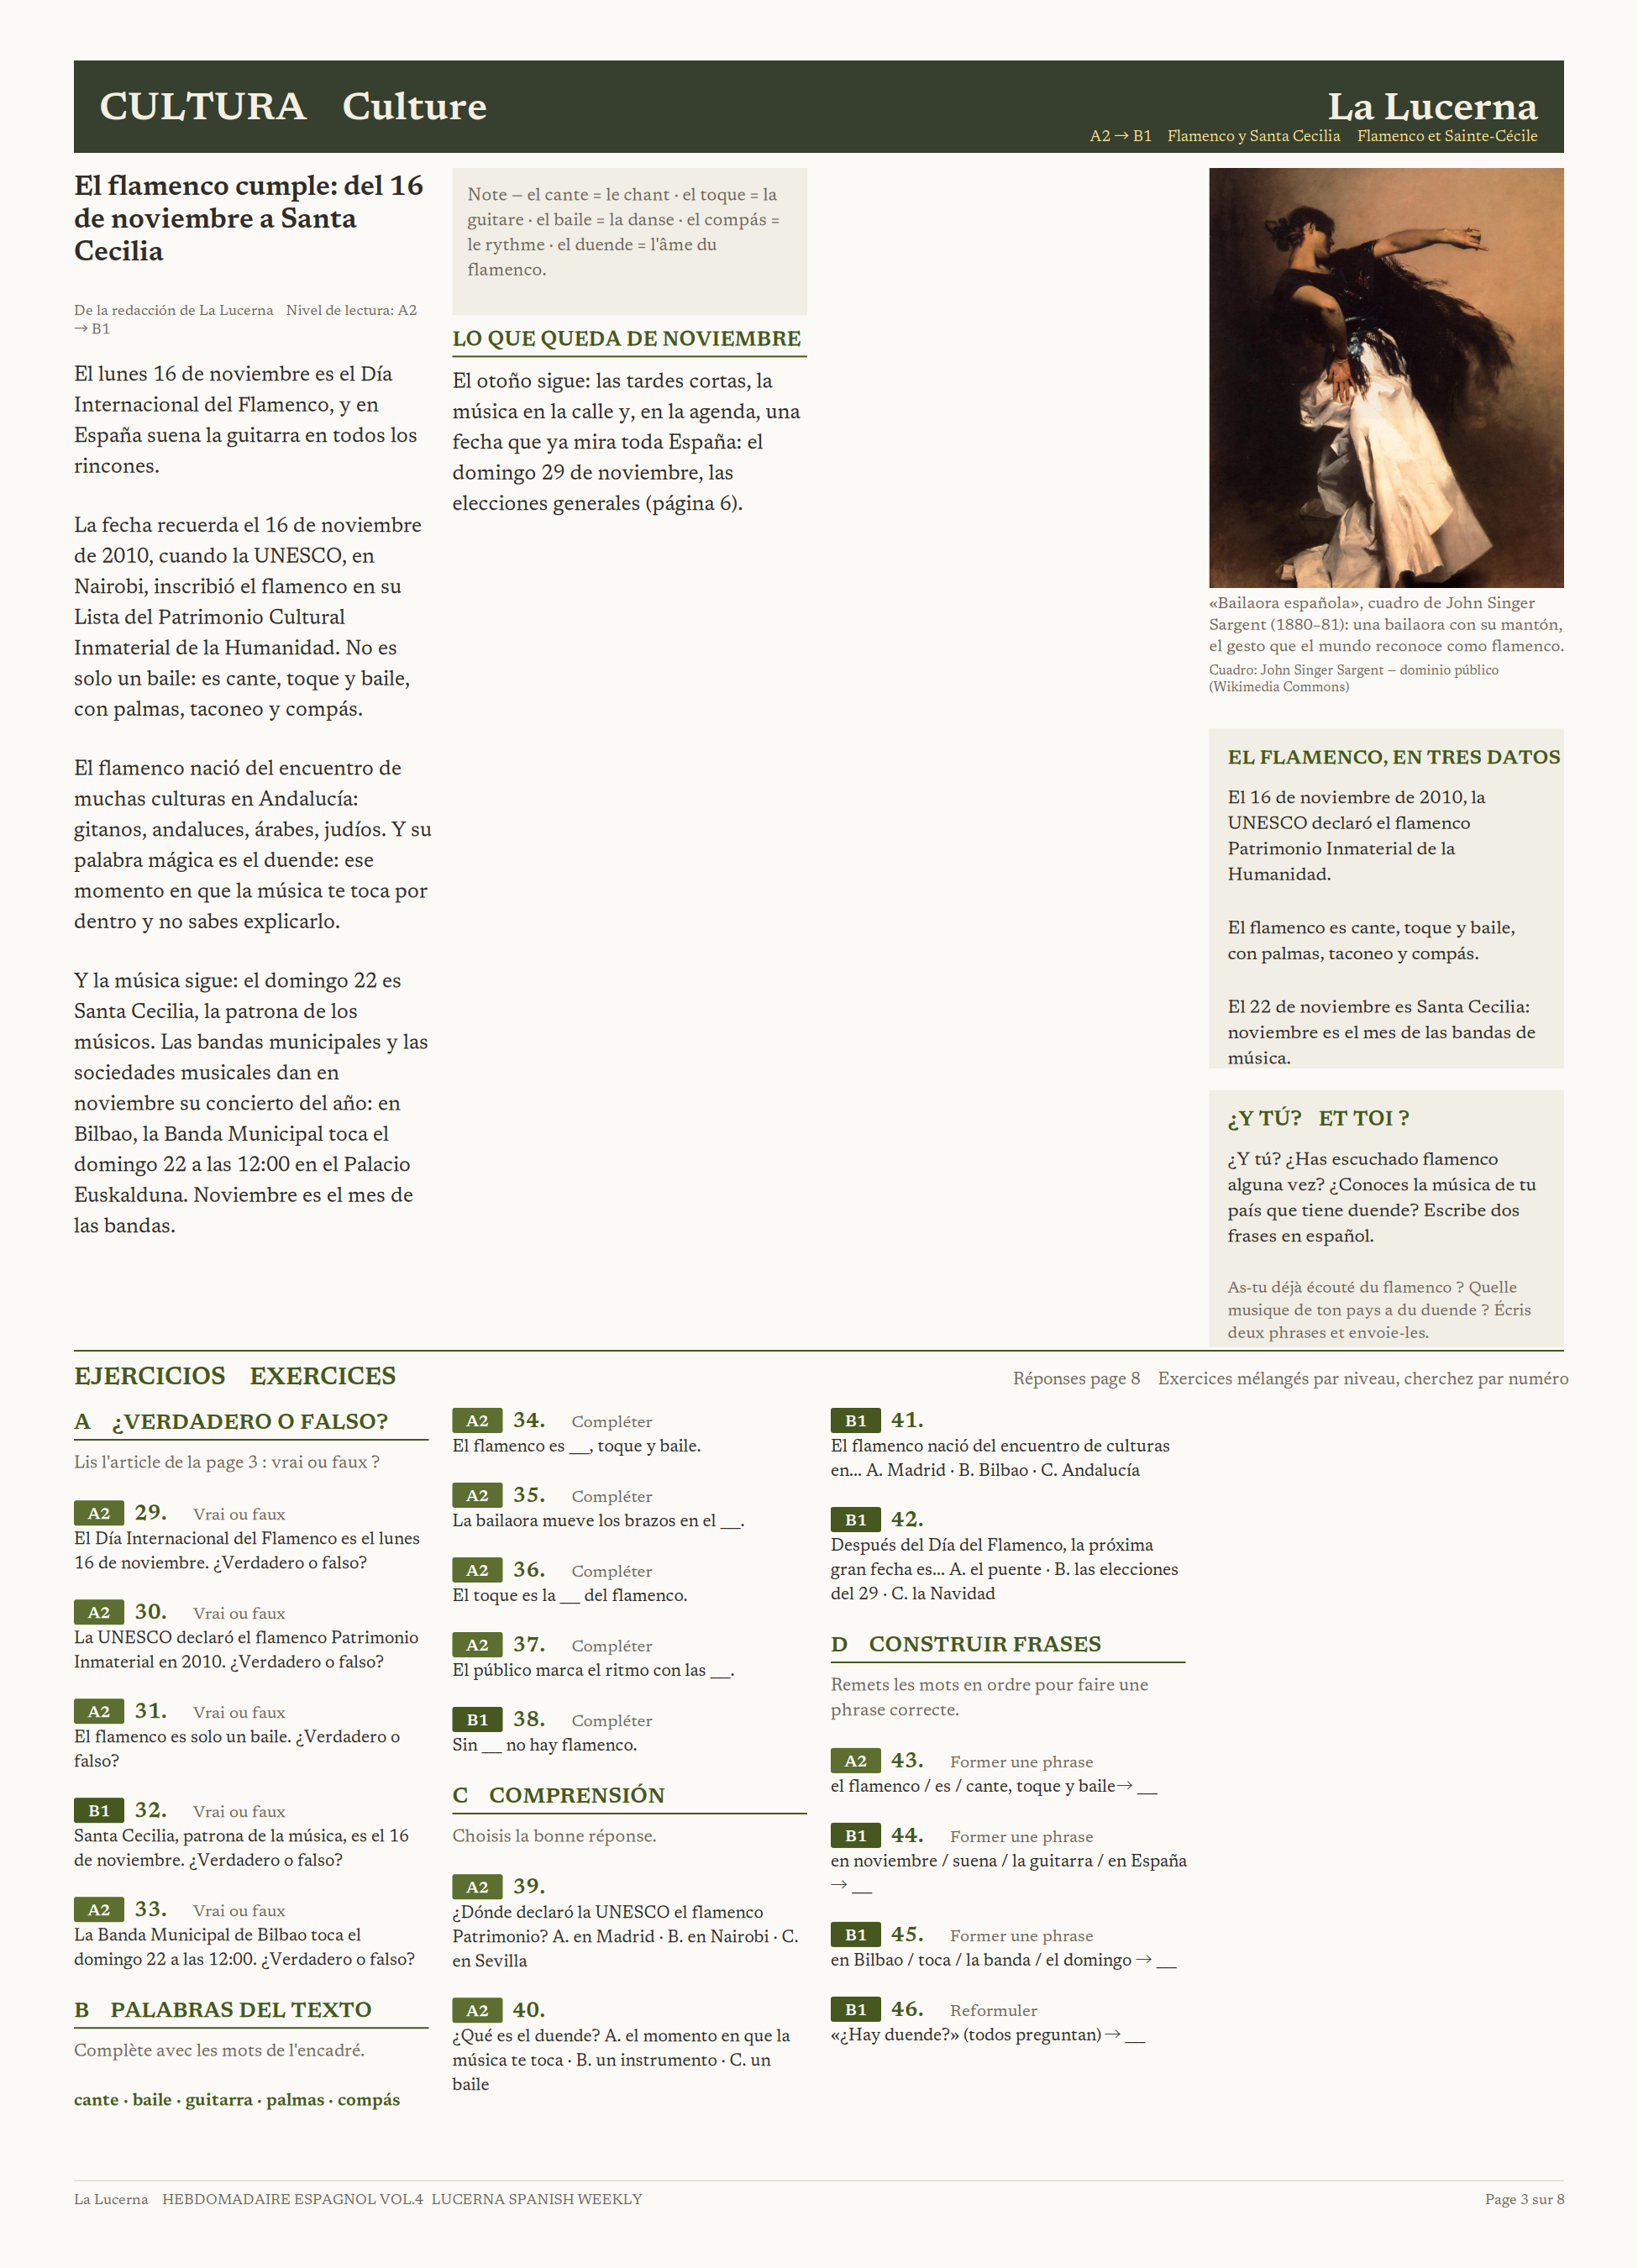 CULTURA Culture
La Lucerna
A2 → B1 Flamenco y Santa Cecilia Flamenco et Sainte-Cécile
El flamenco cumple: del 16
de noviembre a Santa
Cecilia
De la redacción de La Lucerna Nivel de lectura: A2
→ B1
El lunes 16 de noviembre es el Día
Internacional del Flamenco, y en
España suena la guitarra en todos los
rincones.
La fecha recuerda el 16 de noviembre
de 2010, cuando la UNESCO, en
Nairobi, inscribió el flamenco en su
Lista del Patrimonio Cultural
Inmaterial de la Humanidad. No es
solo un baile: es cante, toque y baile,
con palmas, taconeo y compás.
El flamenco nació del encuentro de
muchas culturas en Andalucía:
gitanos, andaluces, árabes, judíos. Y su
palabra mágica es el duende: ese
momento en que la música te toca por
dentro y no sabes explicarlo.
Y la música sigue: el domingo 22 es
Santa Cecilia, la patrona de los
músicos. Las bandas municipales y las
sociedades musicales dan en
noviembre su concierto del año: en
Bilbao, la Banda Municipal toca el
domingo 22 a las 12:00 en el Palacio
Euskalduna. Noviembre es el mes de
las bandas.
Note — el cante = le chant · el toque = la
guitare · el baile = la danse · el compás =
le rythme · el duende = l'âme du
flamenco.
LO QUE QUEDA DE NOVIEMBRE
El otoño sigue: las tardes cortas, la
música en la calle y, en la agenda, una
fecha que ya mira toda España: el
domingo 29 de noviembre, las
elecciones generales (página 6).
«Bailaora española», cuadro de John Singer
Sargent (1880–81): una bailaora con su mantón,
el gesto que el mundo reconoce como flamenco.
Cuadro: John Singer Sargent — dominio público
(Wikimedia Commons)
EL FLAMENCO, EN TRES DATOS
El 16 de noviembre de 2010, la
UNESCO declaró el flamenco
Patrimonio Inmaterial de la
Humanidad.
El flamenco es cante, toque y baile,
con palmas, taconeo y compás.
El 22 de noviembre es Santa Cecilia:
noviembre es el mes de las bandas de
música.
¿Y TÚ? ET TOI ?
¿Y tú? ¿Has escuchado flamenco
alguna vez? ¿Conoces la música de tu
país que tiene duende? Escribe dos
frases en español.
As-tu déjà écouté du flamenco ? Quelle
musique de ton pays a du duende ? Écris
deux phrases et envoie-les.
EJERCICIOS EXERCICES
Réponses page 8 Exercices mélangés par niveau, cherchez par numéro
A ¿VERDADERO O FALSO?
Lis l'article de la page 3 : vrai ou faux ?
A2 29. Vrai ou faux
El Día Internacional del Flamenco es el lunes
16 de noviembre. ¿Verdadero o falso?
A2 30. Vrai ou faux
La UNESCO declaró el flamenco Patrimonio
Inmaterial en 2010. ¿Verdadero o falso?
A2 31. Vrai ou faux
El flamenco es solo un baile. ¿Verdadero o
falso?
B1 32. Vrai ou faux
Santa Cecilia, patrona de la música, es el 16
de noviembre. ¿Verdadero o falso?
A2 33. Vrai ou faux
La Banda Municipal de Bilbao toca el
domingo 22 a las 12:00. ¿Verdadero o falso?
B PALABRAS DEL TEXTO
Complète avec les mots de l'encadré.
cante · baile · guitarra · palmas · compás
A2 34. Compléter
El flamenco es __, toque y baile.
A2 35. Compléter
La bailaora mueve los brazos en el __.
A2 36. Compléter
El toque es la __ del flamenco.
A2 37. Compléter
El público marca el ritmo con las __.
B1 38. Compléter
Sin __ no hay flamenco.
C COMPRENSIÓN
Choisis la bonne réponse.
A2 39.
¿Dónde declaró la UNESCO el flamenco
Patrimonio? A. en Madrid · B. en Nairobi · C.
en Sevilla
A2 40.
¿Qué es el duende? A. el momento en que la
música te toca · B. un instrumento · C. un
baile
B1 41.
El flamenco nació del encuentro de culturas
en... A. Madrid · B. Bilbao · C. Andalucía
B1 42.
Después del Día del Flamenco, la próxima
gran fecha es... A. el puente · B. las elecciones
del 29 · C. la Navidad
D CONSTRUIR FRASES
Remets les mots en ordre pour faire une
phrase correcte.
A2 43. Former une phrase
el flamenco / es / cante, toque y baile→ __
B1 44. Former une phrase
en noviembre / suena / la guitarra / en España
→ __
B1 45. Former une phrase
en Bilbao / toca / la banda / el domingo → __
B1 46. Reformuler
«¿Hay duende?» (todos preguntan)→ __
La Lucerna HEBDOMADAIRE ESPAGNOL VOL.4 LUCERNA SPANISH WEEKLY
Page 3 sur 8